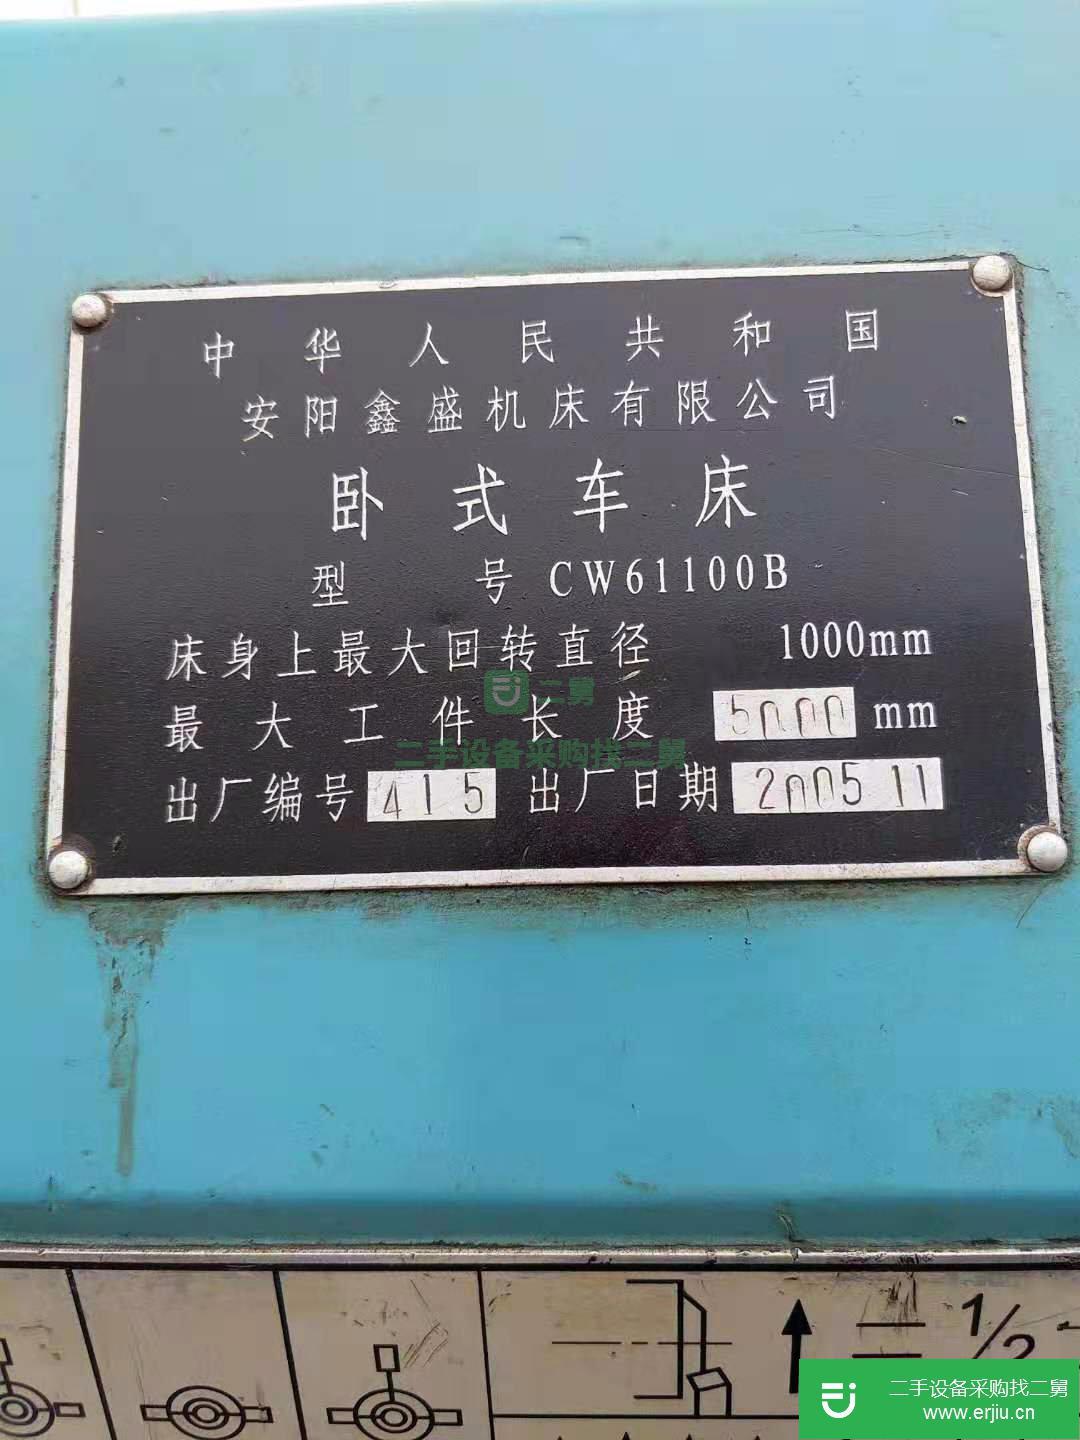 中华人民共和国
安阳鑫盛机床有限公司
卧式车床
型号 CW61100B
床身上最大回转直径 1000mm
最大工件长度 5000 mm
出厂编号 415 出厂日期 2005 11
二舅
二手设备采购找二舅
1/2
二手设备采购找二舅
www.erjiu.cn